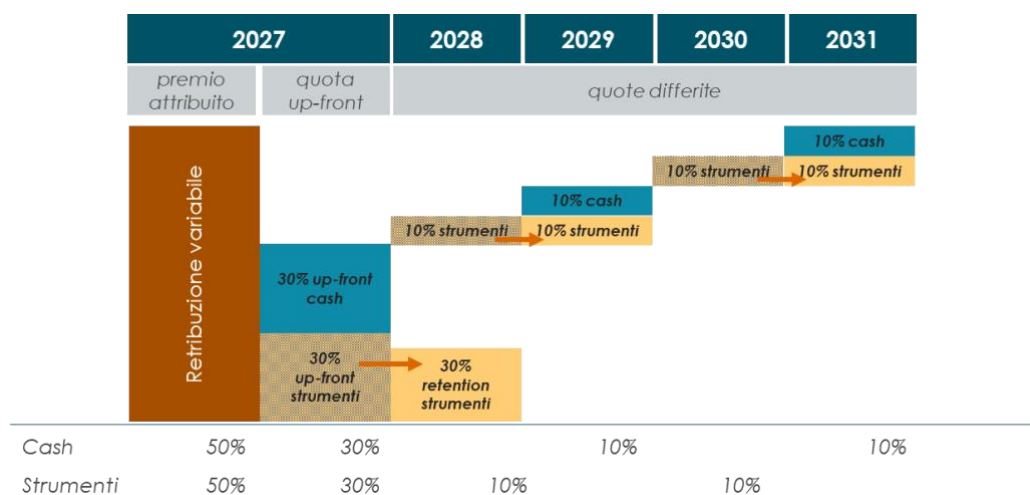 2027 2028 2029 2030 2031
premio attribuito
quota up-front
quote differite
Retribuzione variabile
10% cash
10% strumenti 10% strumenti
10% cash
10% strumenti 10% strumenti
30% up-front
cash
30%
up-front
strumenti
30%
retention
strumenti
Cash 50% 30% 10% 10%
Strumenti 50% 30% 10% 10%